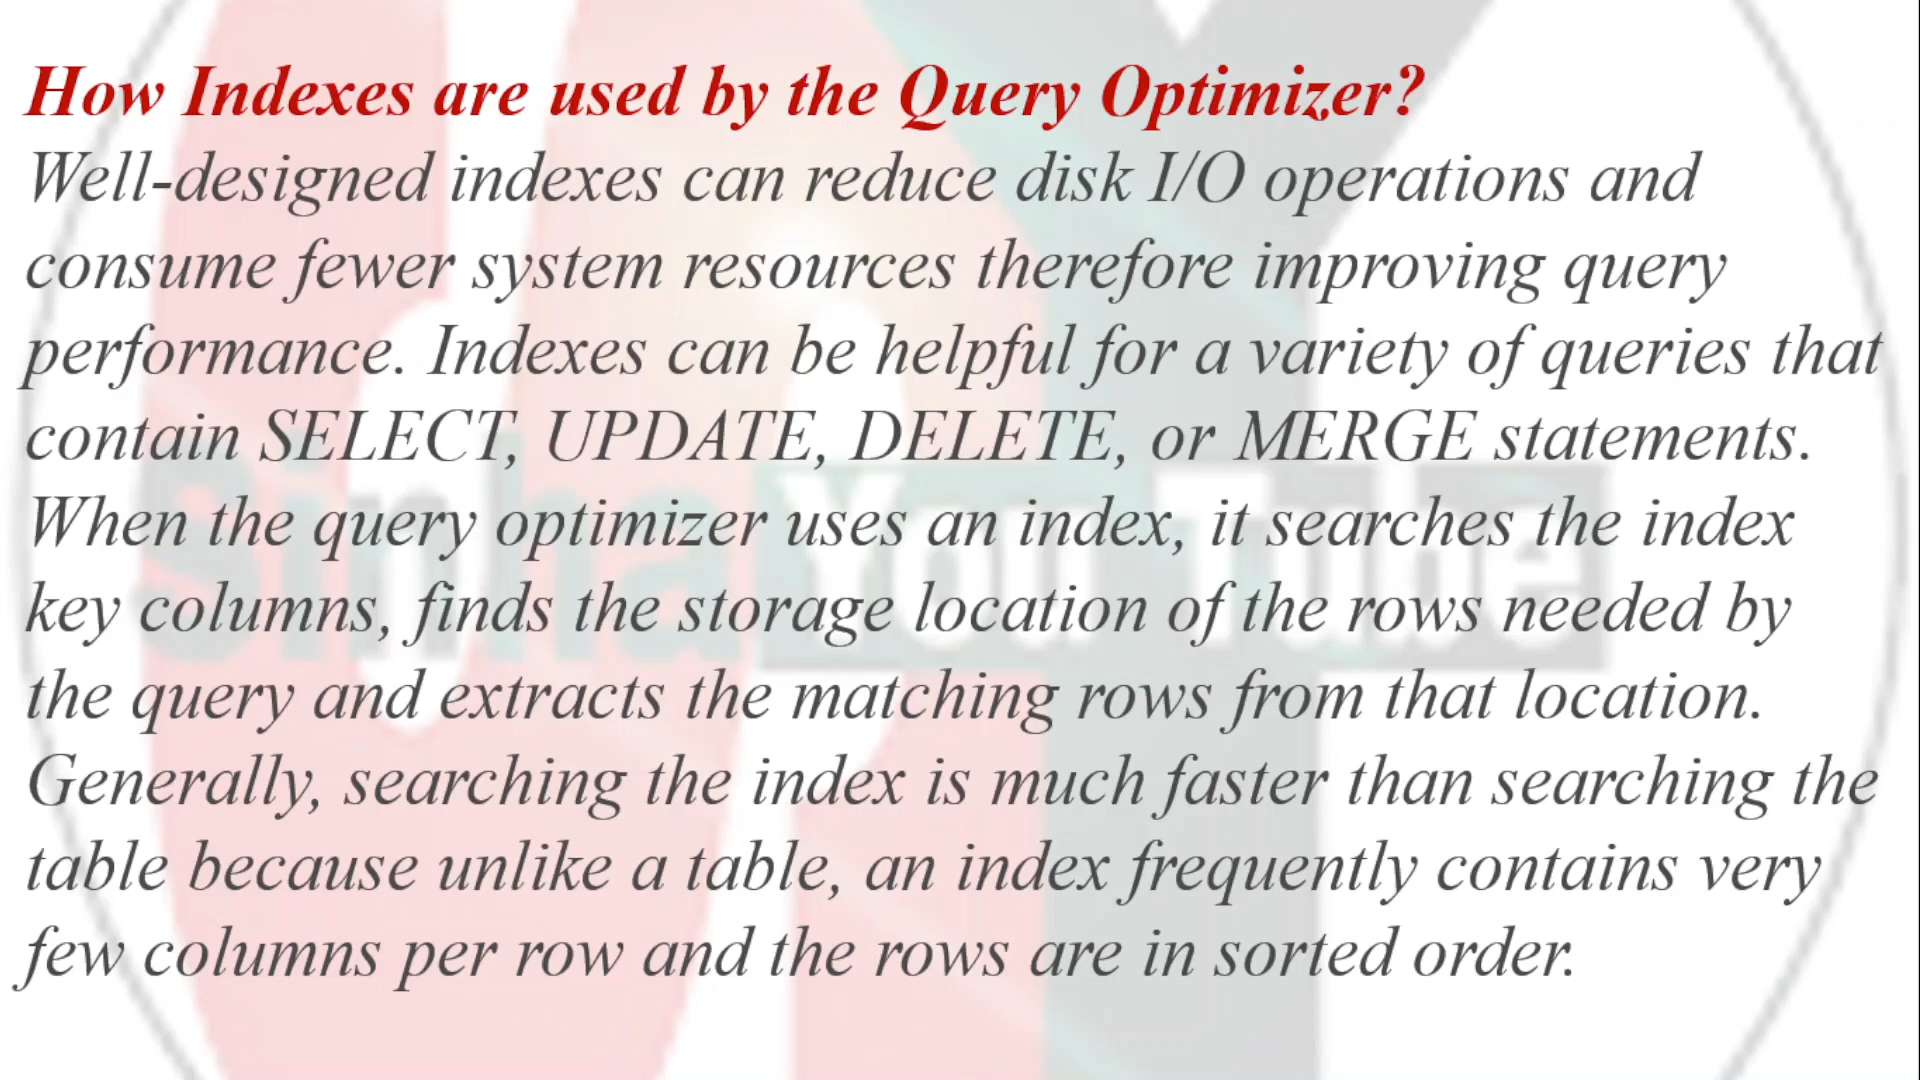 How Indexes are used by the Query Optimizer?
Well-designed indexes can reduce disk I/O operations and
consume fewer system resources therefore improving query
performance. Indexes can be helpful for a variety of queries that
contain SELECT, UPDATE, DELETE, or MERGE statements.
When the query optimizer uses an index, it searches the index
key columns, finds the storage location of the rows needed by
the query and extracts the matching rows from that location.
Generally, searching the index is much faster than searching the
table because unlike a table, an index frequently contains very
few columns per row and the rows are in sorted order.
Sinha YouTube